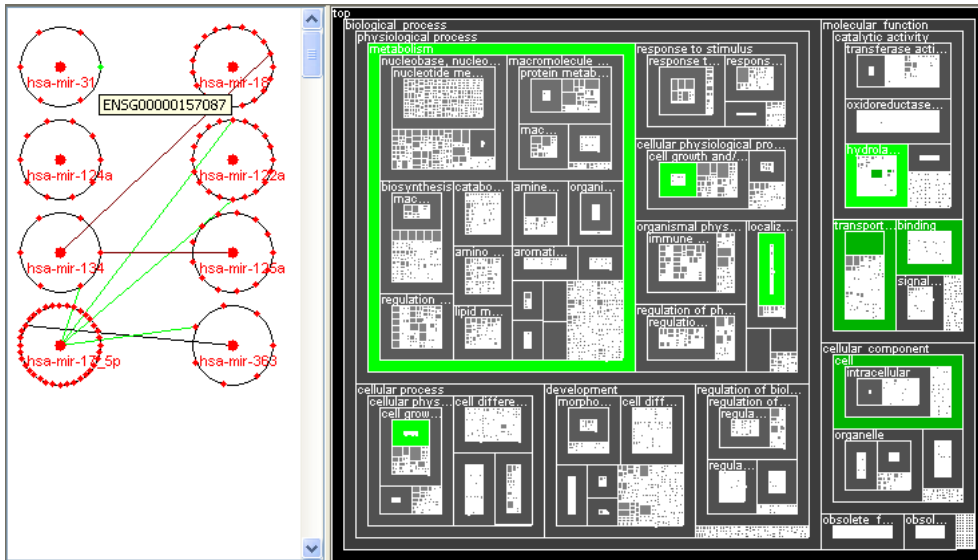 hsa-mir-31
hsa-mir-18
ENSG00000157087
hsa-mir-124a
hsa-mir-122a
hsa-mir-134
hsa-mir-125a
hsa-mir-17_5p
hsa-mir-363
top
biological process
physiological process
metabolism
nucleobase, nucleo...
nucleotide me...
macromolecule ...
protein metab...
mac...
biosynthesis
mac...
catabo...
amine...
organi...
amino ...
aromati...
regulation ...
lipid m...
response to stimulus
response t...
respons...
cellular physiological pro...
cell growth and/...
organismal phys...
immune ...
localiz...
regulation of ph...
regulatio...
cellular process
cellular phys...
cell grow...
cell differe...
development
morpho...
cell diff...
regulation of biol...
regulation of...
regula...
regula...
molecular function
catalytic activity
transferase acti...
oxidoreductase...
hydrola...
transport...
binding
signal...
cellular component
cell
intracellular
organelle
obsolete f...
obsol...